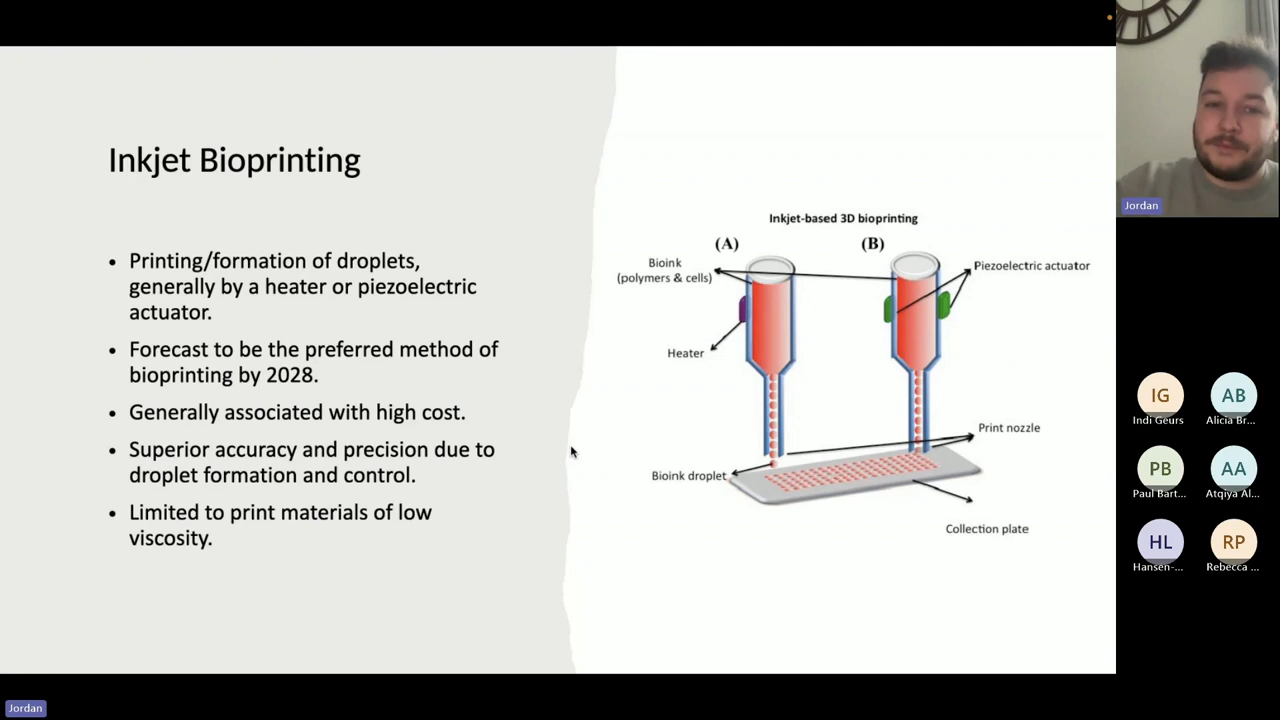 Inkjet Bioprinting
• Printing/formation of droplets,
generally by a heater or piezoelectric
actuator.
• Forecast to be the preferred method of
bioprinting by 2028.
• Generally associated with high cost.
• Superior accuracy and precision due to
droplet formation and control.
• Limited to print materials of low
viscosity.
Inkjet-based 3D bioprinting
(A)
(B)
Bioink
(polymers & cells)
Piezoelectric actuator
Heater
Print nozzle
Bioink droplet
Collection plate
Jordan
IG
AB
Indi Geurs
Alicia Br...
PB
AA
Paul Bart...
Atqiya Al...
HL
RP
Hansen-...
Rebecca ...
Jordan